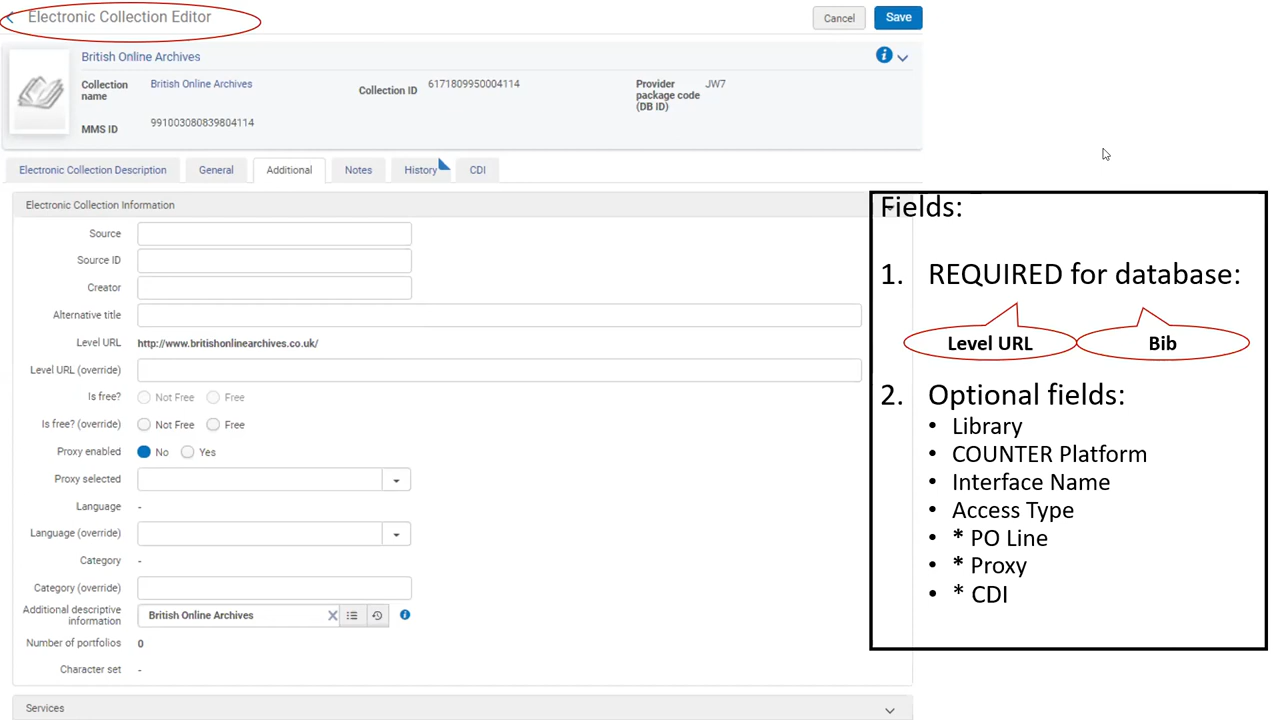 Electronic Collection Editor
Cancel
Save
British Online Archives
Collection name
British Online Archives
Collection ID
6171809950004114
Provider package code (DB ID)
JW7
MMS ID
991003080839804114
Electronic Collection Description
General
Additional
Notes
History
CDI
Electronic Collection Information
Source
Source ID
Creator
Alternative title
Level URL http://www.britishonlinearchives.co.uk/
Level URL (override)
Is free? Not Free Free
Is free? (override) Not Free Free
Proxy enabled No Yes
Proxy selected
Language -
Language (override)
Category -
Category (override)
Additional descriptive information
British Online Archives
Number of portfolios 0
Character set -
Services
Fields:
1. REQUIRED for database:
Level URL
Bib
2. Optional fields:
• Library
• COUNTER Platform
• Interface Name
• Access Type
• * PO Line
• * Proxy
• * CDI